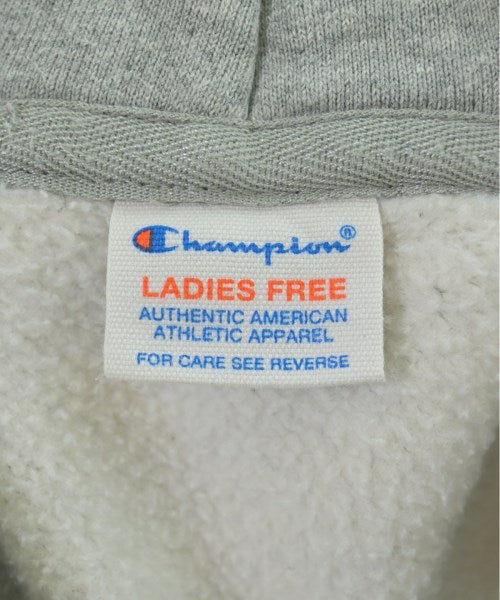 Champion®
LADIES FREE
AUTHENTIC AMERICAN
ATHLETIC APPAREL
FOR CARE SEE REVERSE